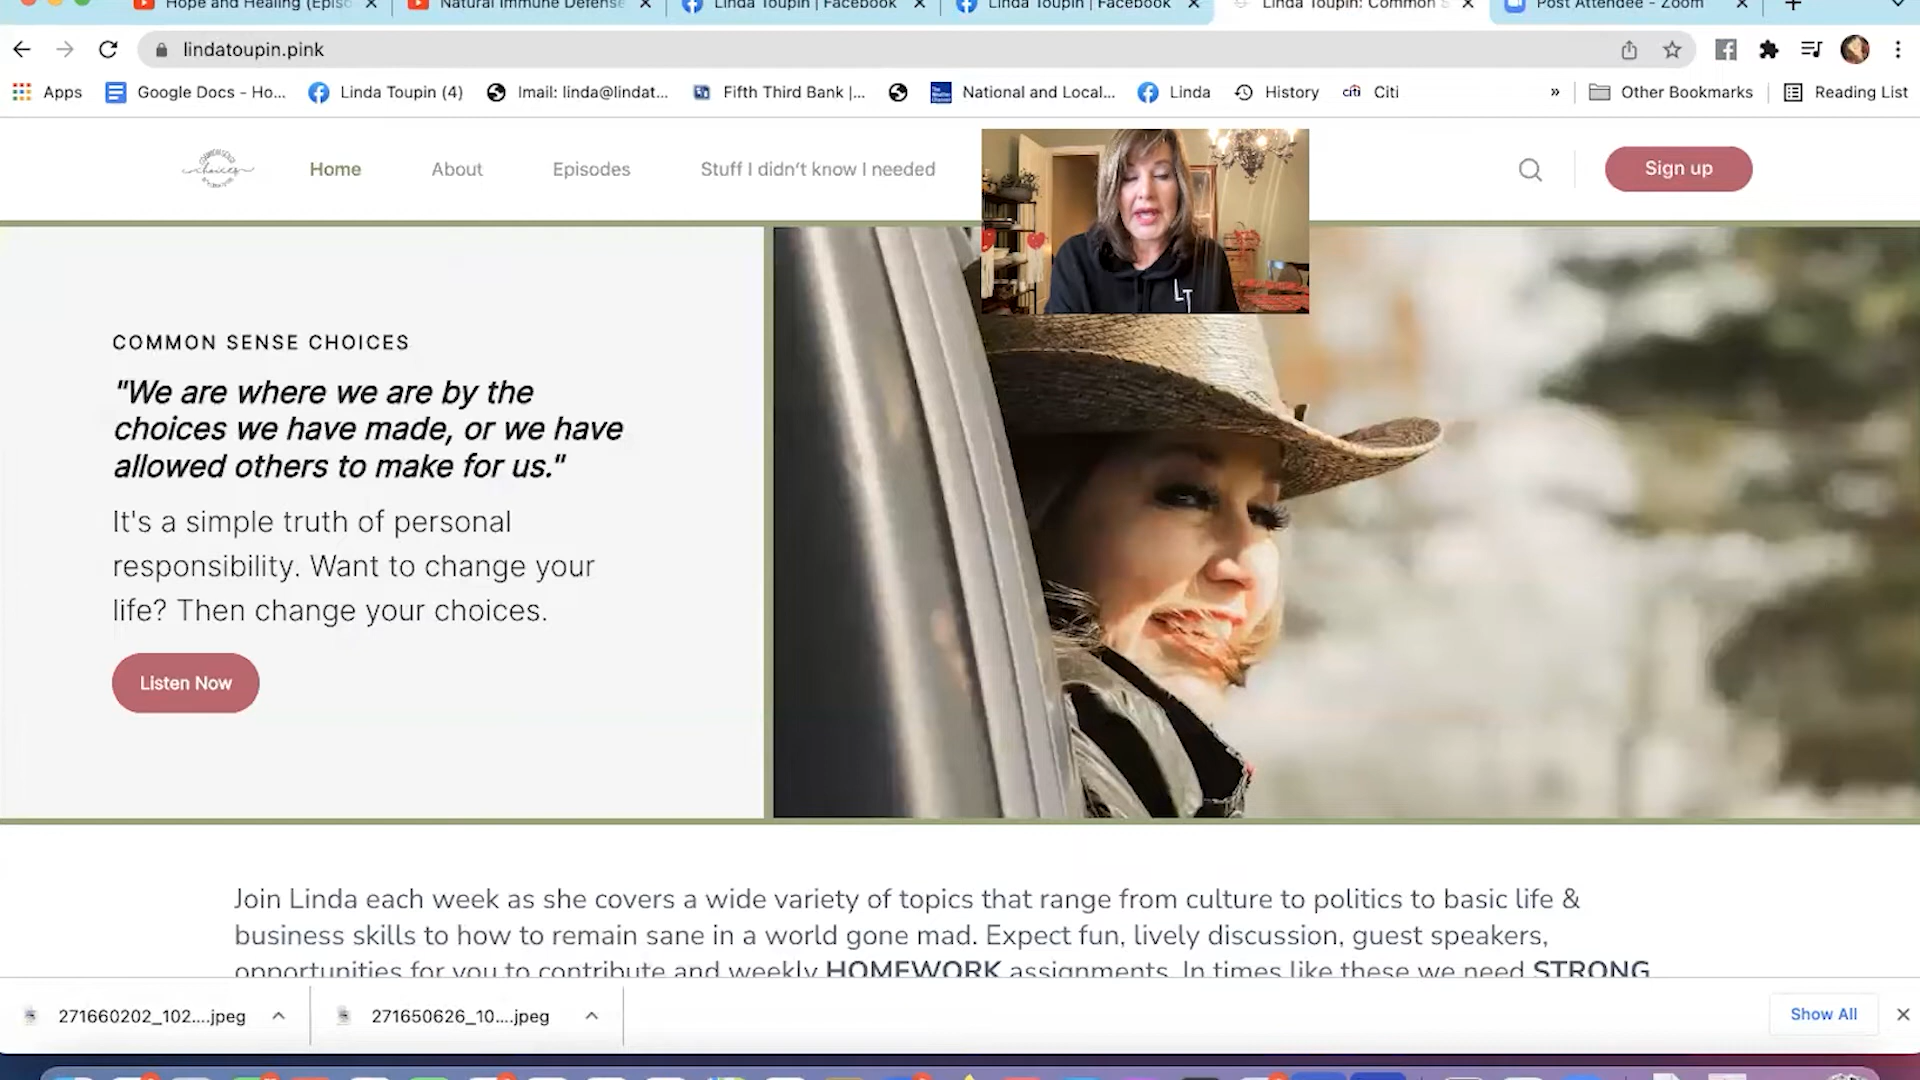 Hope and Healing (Epis
Natural Immune Defense
Linda Toupin | Facebook
Linda Toupin | Facebook
Linda Toupin: Common S
Post Attendee - Zoom
lindatoupin.pink
Apps
Google Docs - Ho...
Linda Toupin (4)
Imail: linda@lindat...
Fifth Third Bank |...
National and Local...
Linda
History
citi
Citi
»
Other Bookmarks
Reading List
choices
Home
About
Episodes
Stuff I didn't know I needed
Sign up
LT
COMMON SENSE CHOICES
"We are where we are by the
choices we have made, or we have
allowed others to make for us."
It's a simple truth of personal
responsibility. Want to change your
life? Then change your choices.
Listen Now
Join Linda each week as she covers a wide variety of topics that range from culture to politics to basic life &
business skills to how to remain sane in a world gone mad. Expect fun, lively discussion, guest speakers,
opportunities for you to contribute and weekly HOMEWORK assignments. In times like these we need STRONG
271660202_102....jpeg
271650626_10....jpeg
Show All